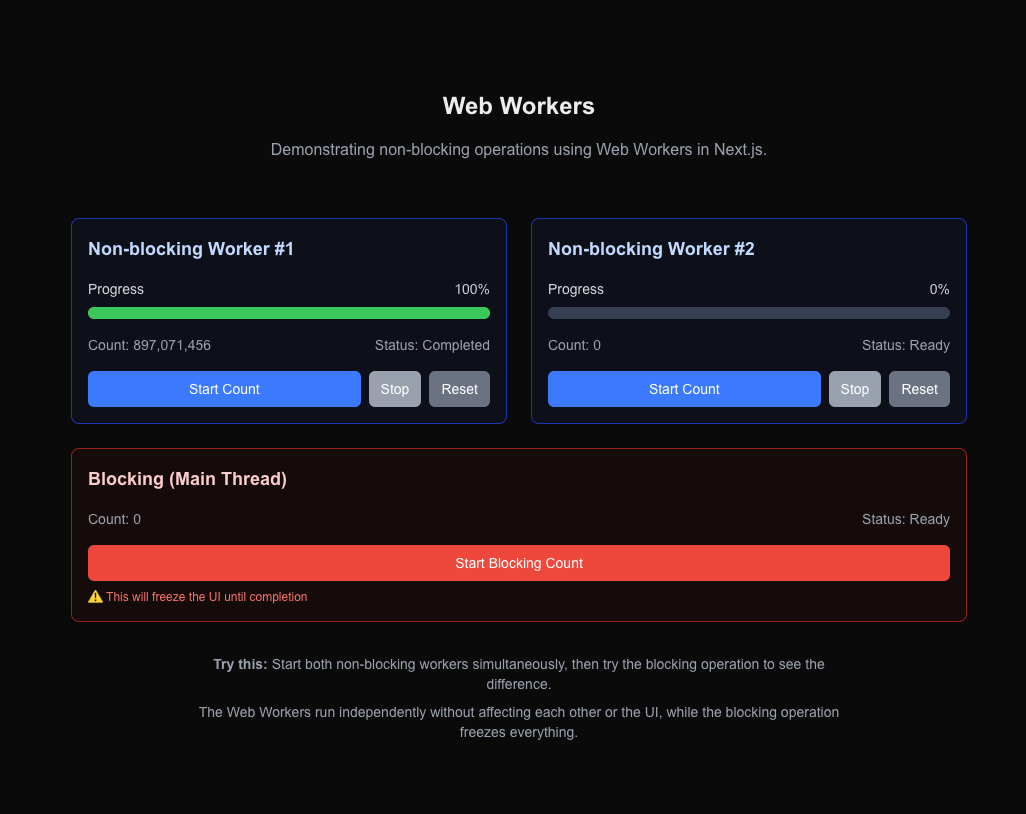 Web Workers
Demonstrating non-blocking operations using Web Workers in Next.js.
Non-blocking Worker #1
Progress 100%
Count: 897,071,456 Status: Completed
Start Count Stop Reset
Non-blocking Worker #2
Progress 0%
Count: 0 Status: Ready
Start Count Stop Reset
Blocking (Main Thread)
Count: 0 Status: Ready
Start Blocking Count
⚠️ This will freeze the UI until completion
Try this: Start both non-blocking workers simultaneously, then try the blocking operation to see the
difference.
The Web Workers run independently without affecting each other or the UI, while the blocking operation
freezes everything.